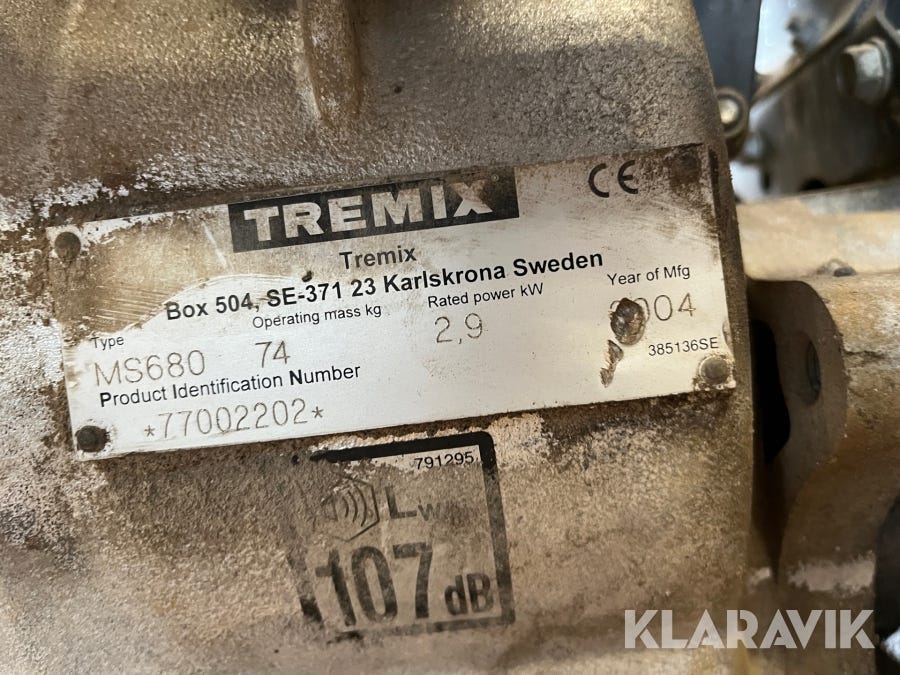 TREMIX
CE
Tremix
Box 504, SE-371 23 Karlskrona Sweden
Type Operating mass kg Rated power kW Year of Mfg
MS680 74 2,9 2004
385136SE
Product Identification Number
*77002202*
791295
LW
107 dB
KLARAVIK